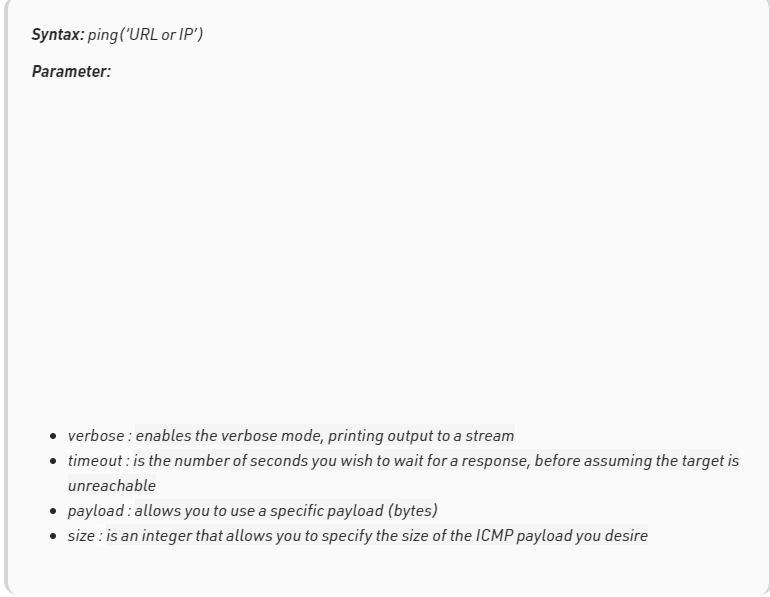 Syntax: ping(‘URL or IP’)
Parameter:
verbose : enables the verbose mode, printing output to a stream
timeout : is the number of seconds you wish to wait for a response, before assuming the target is
unreachable
payload : allows you to use a specific payload (bytes)
size : is an integer that allows you to specify the size of the ICMP payload you desire